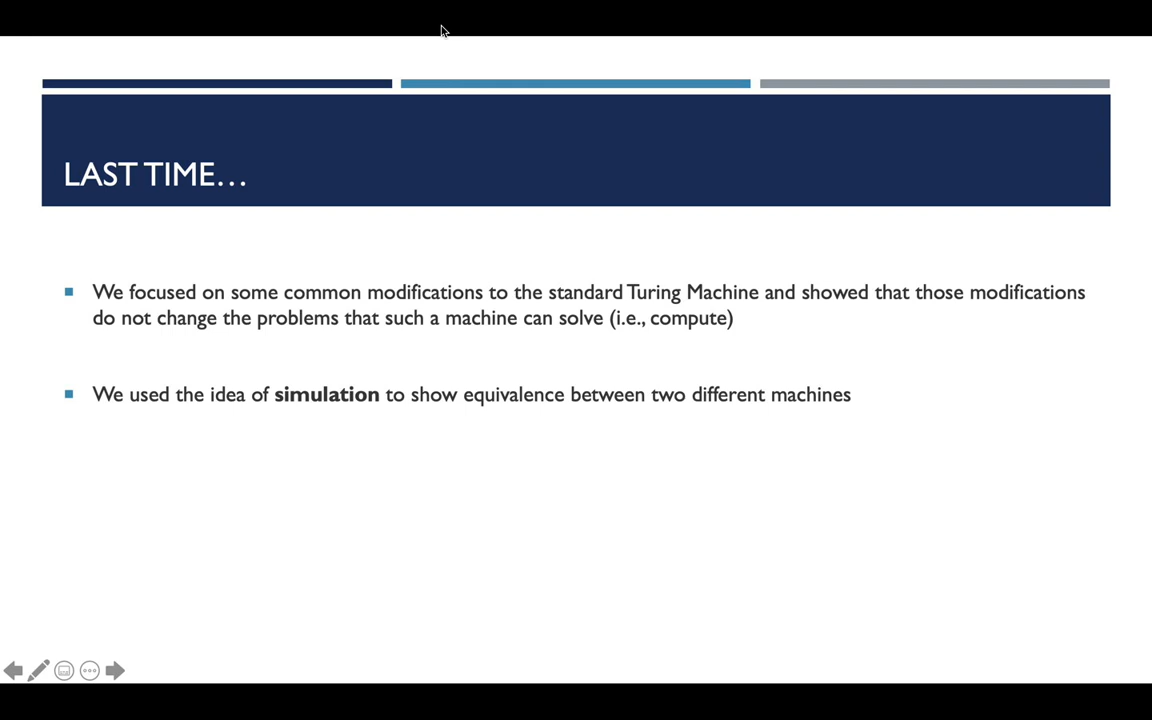 LAST TIME…
We focused on some common modifications to the standard Turing Machine and showed that those modifications
do not change the problems that such a machine can solve (i.e., compute)
We used the idea of simulation to show equivalence between two different machines